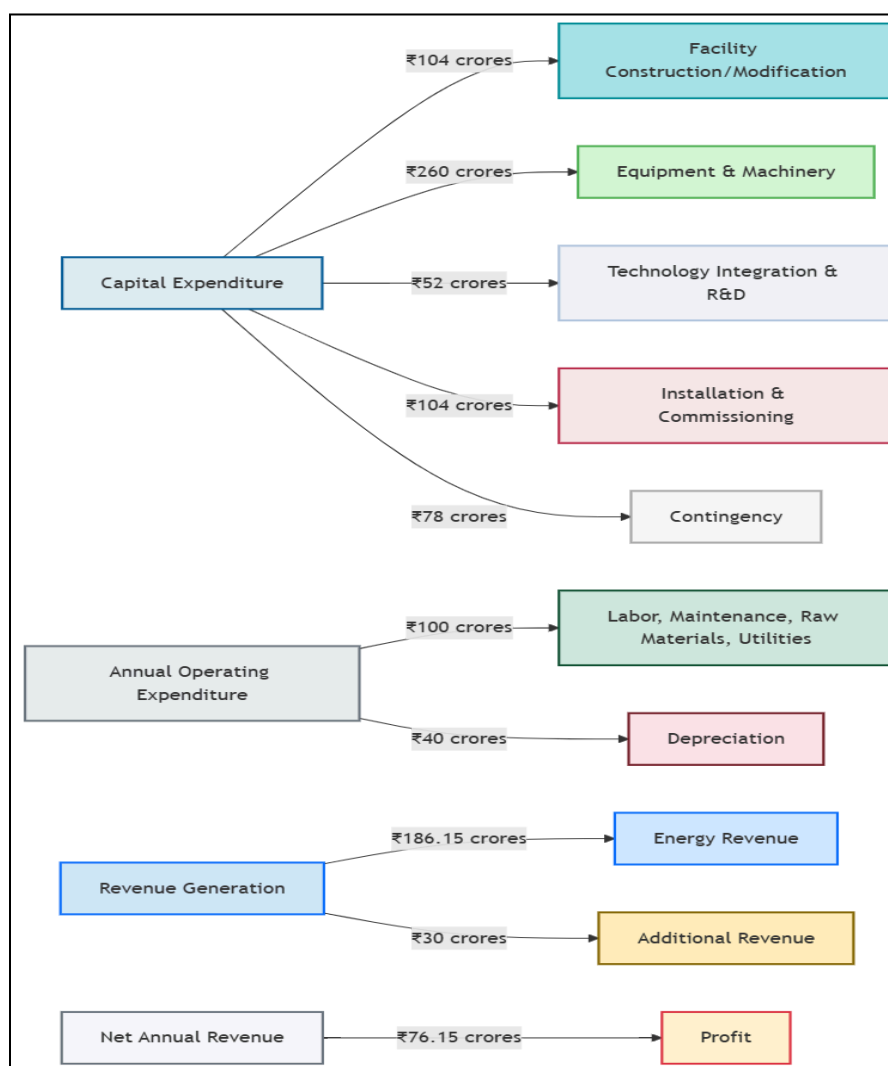 ₹104 crores
Facility
Construction/Modification
₹260 crores
Equipment & Machinery
Capital Expenditure
₹52 crores
Technology Integration &
R&D
₹104 crores
Installation &
Commissioning
₹78 crores
Contingency
Annual Operating
Expenditure
₹100 crores
Labor, Maintenance, Raw
Materials, Utilities
₹40 crores
Depreciation
Revenue Generation
₹186.15 crores
Energy Revenue
₹30 crores
Additional Revenue
Net Annual Revenue
₹76.15 crores
Profit